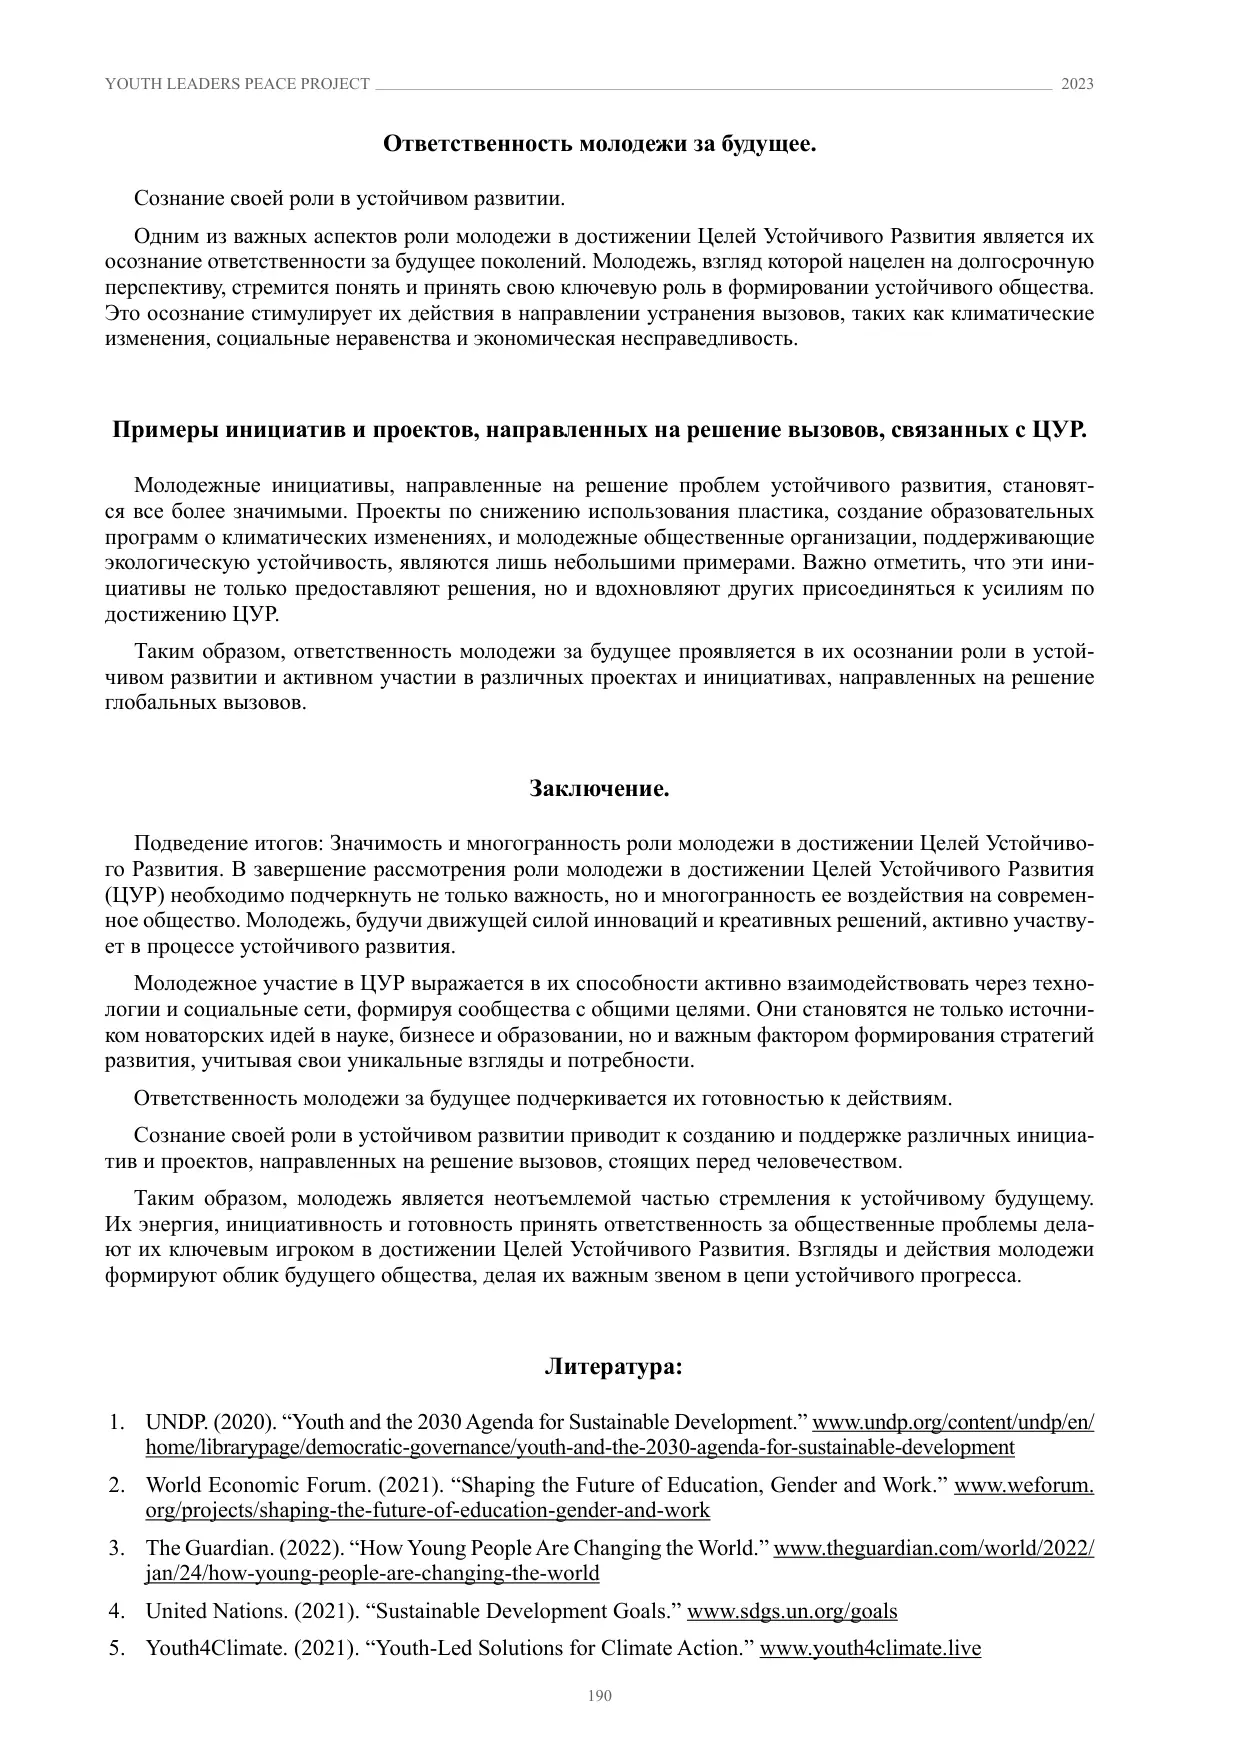 YOUTH LEADERS PEACE PROJECT 2023
Ответственность молодежи за будущее.
Сознание своей роли в устойчивом развитии.
Одним из важных аспектов роли молодежи в достижении Целей Устойчивого Развития является их
осознание ответственности за будущее поколений. Молодежь, взгляд которой нацелен на долгосрочную
перспективу, стремится понять и принять свою ключевую роль в формировании устойчивого общества.
Это осознание стимулирует их действия в направлении устранения вызовов, таких как климатические
изменения, социальные неравенства и экономическая несправедливость.
Примеры инициатив и проектов, направленных на решение вызовов, связанных с ЦУР.
Молодежные инициативы, направленные на решение проблем устойчивого развития, становят-
ся все более значимыми. Проекты по снижению использования пластика, создание образовательных
программ о климатических изменениях, и молодежные общественные организации, поддерживающие
экологическую устойчивость, являются лишь небольшими примерами. Важно отметить, что эти ини-
циативы не только предоставляют решения, но и вдохновляют других присоединяться к усилиям по
достижению ЦУР.
Таким образом, ответственность молодежи за будущее проявляется в их осознании роли в устой-
чивом развитии и активном участии в различных проектах и инициативах, направленных на решение
глобальных вызовов.
Заключение.
Подведение итогов: Значимость и многогранность роли молодежи в достижении Целей Устойчиво-
го Развития. В завершение рассмотрения роли молодежи в достижении Целей Устойчивого Развития
(ЦУР) необходимо подчеркнуть не только важность, но и многогранность ее воздействия на современ-
ное общество. Молодежь, будучи движущей силой инноваций и креативных решений, активно участву-
ет в процессе устойчивого развития.
Молодежное участие в ЦУР выражается в их способности активно взаимодействовать через техно-
логии и социальные сети, формируя сообщества с общими целями. Они становятся не только источни-
ком новаторских идей в науке, бизнесе и образовании, но и важным фактором формирования стратегий
развития, учитывая свои уникальные взгляды и потребности.
Ответственность молодежи за будущее подчеркивается их готовностью к действиям.
Сознание своей роли в устойчивом развитии приводит к созданию и поддержке различных инициа-
тив и проектов, направленных на решение вызовов, стоящих перед человечеством.
Таким образом, молодежь является неотъемлемой частью стремления к устойчивому будущему.
Их энергия, инициативность и готовность принять ответственность за общественные проблемы дела-
ют их ключевым игроком в достижении Целей Устойчивого Развития. Взгляды и действия молодежи
формируют облик будущего общества, делая их важным звеном в цепи устойчивого прогресса.
Литература:
1. UNDP. (2020). “Youth and the 2030 Agenda for Sustainable Development.” www.undp.org/content/undp/en/
home/librarypage/democratic-governance/youth-and-the-2030-agenda-for-sustainable-development
2. World Economic Forum. (2021). “Shaping the Future of Education, Gender and Work.” www.weforum.
org/projects/shaping-the-future-of-education-gender-and-work
3. The Guardian. (2022). “How Young People Are Changing the World.” www.theguardian.com/world/2022/
jan/24/how-young-people-are-changing-the-world
4. United Nations. (2021). “Sustainable Development Goals.” www.sdgs.un.org/goals
5. Youth4Climate. (2021). “Youth-Led Solutions for Climate Action.” www.youth4climate.live
190